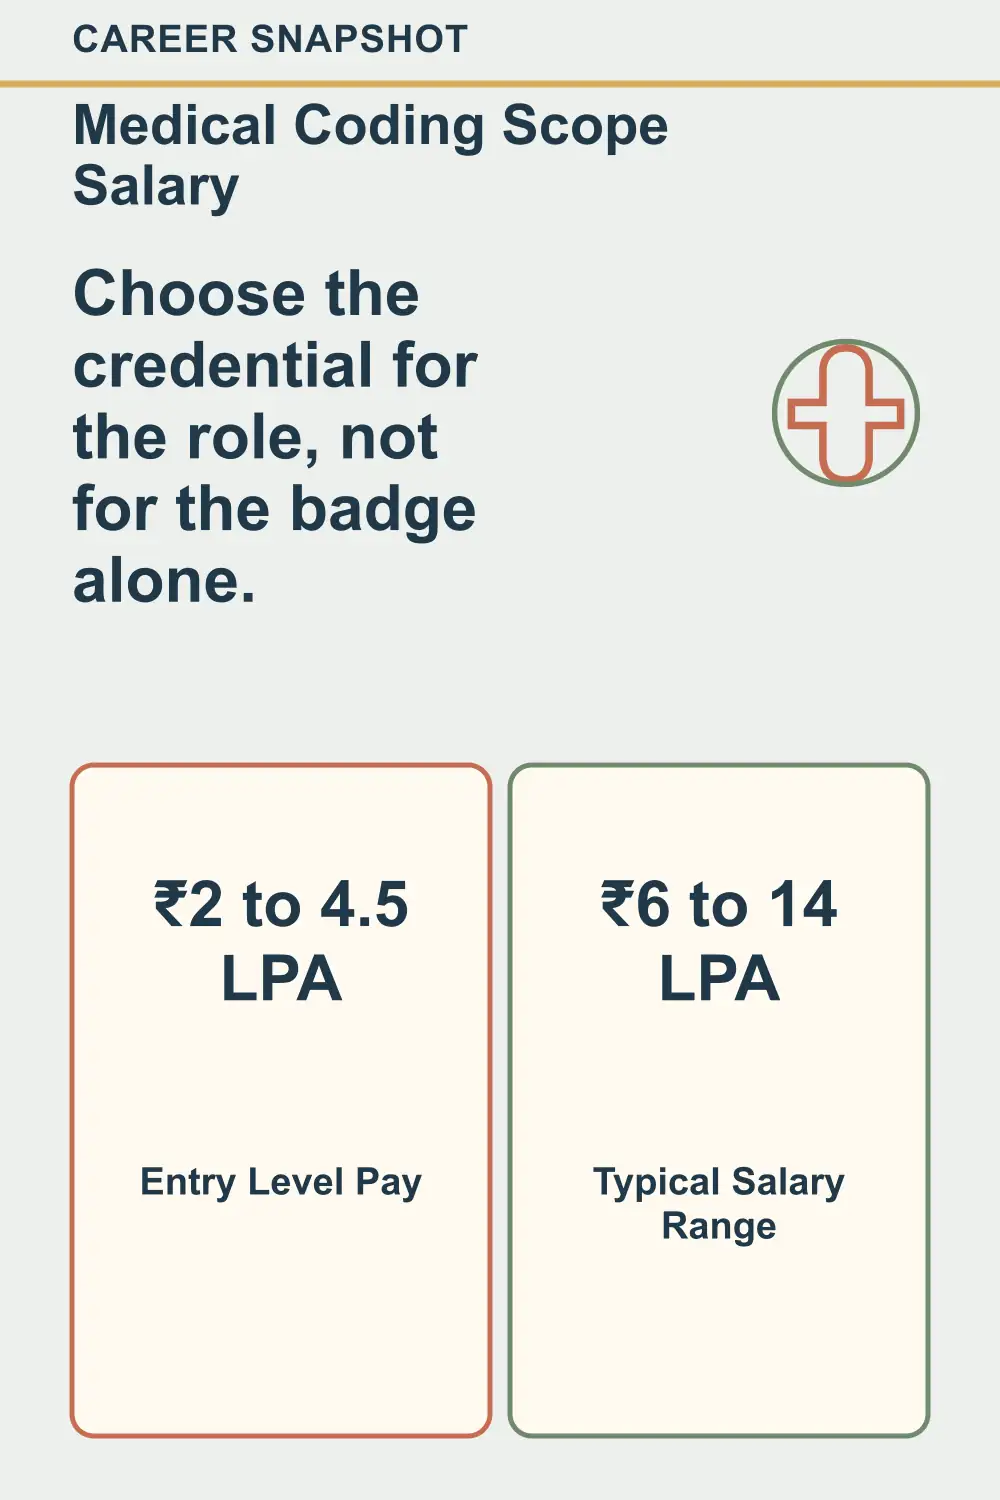 CAREER SNAPSHOT
Medical Coding Scope
Salary
Choose the
credential for
the role, not
for the badge
alone.
₹2 to 4.5
LPA
Entry Level Pay
₹6 to 14
LPA
Typical Salary
Range